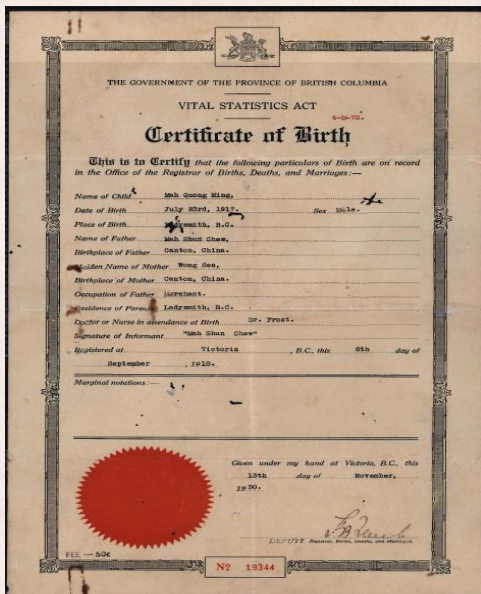 THE GOVERNMENT OF THE PROVINCE OF BRITISH COLUMBIA
VITAL STATISTICS ACT
Certificate of Birth
This is to Certify that the following particulars of Birth are on record
in the Office of the Registrar of Births, Deaths, and Marriages:—
Name of Child Mah Quong Ming,
Date of Birth July 23rd, 1917. Sex Male.
Place of Birth Ladysmith, B.C.
Name of Father Mah Shun Chew,
Birthplace of Father Canton, China.
Maiden Name of Mother Wong See,
Birthplace of Mother Canton, China.
Occupation of Father Merchant.
Residence of Parents Ladysmith, B.C.
Doctor or Nurse in attendance at Birth Dr. Frost.
Signature of Informant "Mah Shun Chew"
Registered at Victoria , B.C., this 6th day of
September , 1918.
Marginal notations:—
Given under my hand at Victoria, B.C., this
13th day of November,
1930.
DEPUTY Registrar, Births, Deaths, and Marriages.
FEE — 50¢
No 19344